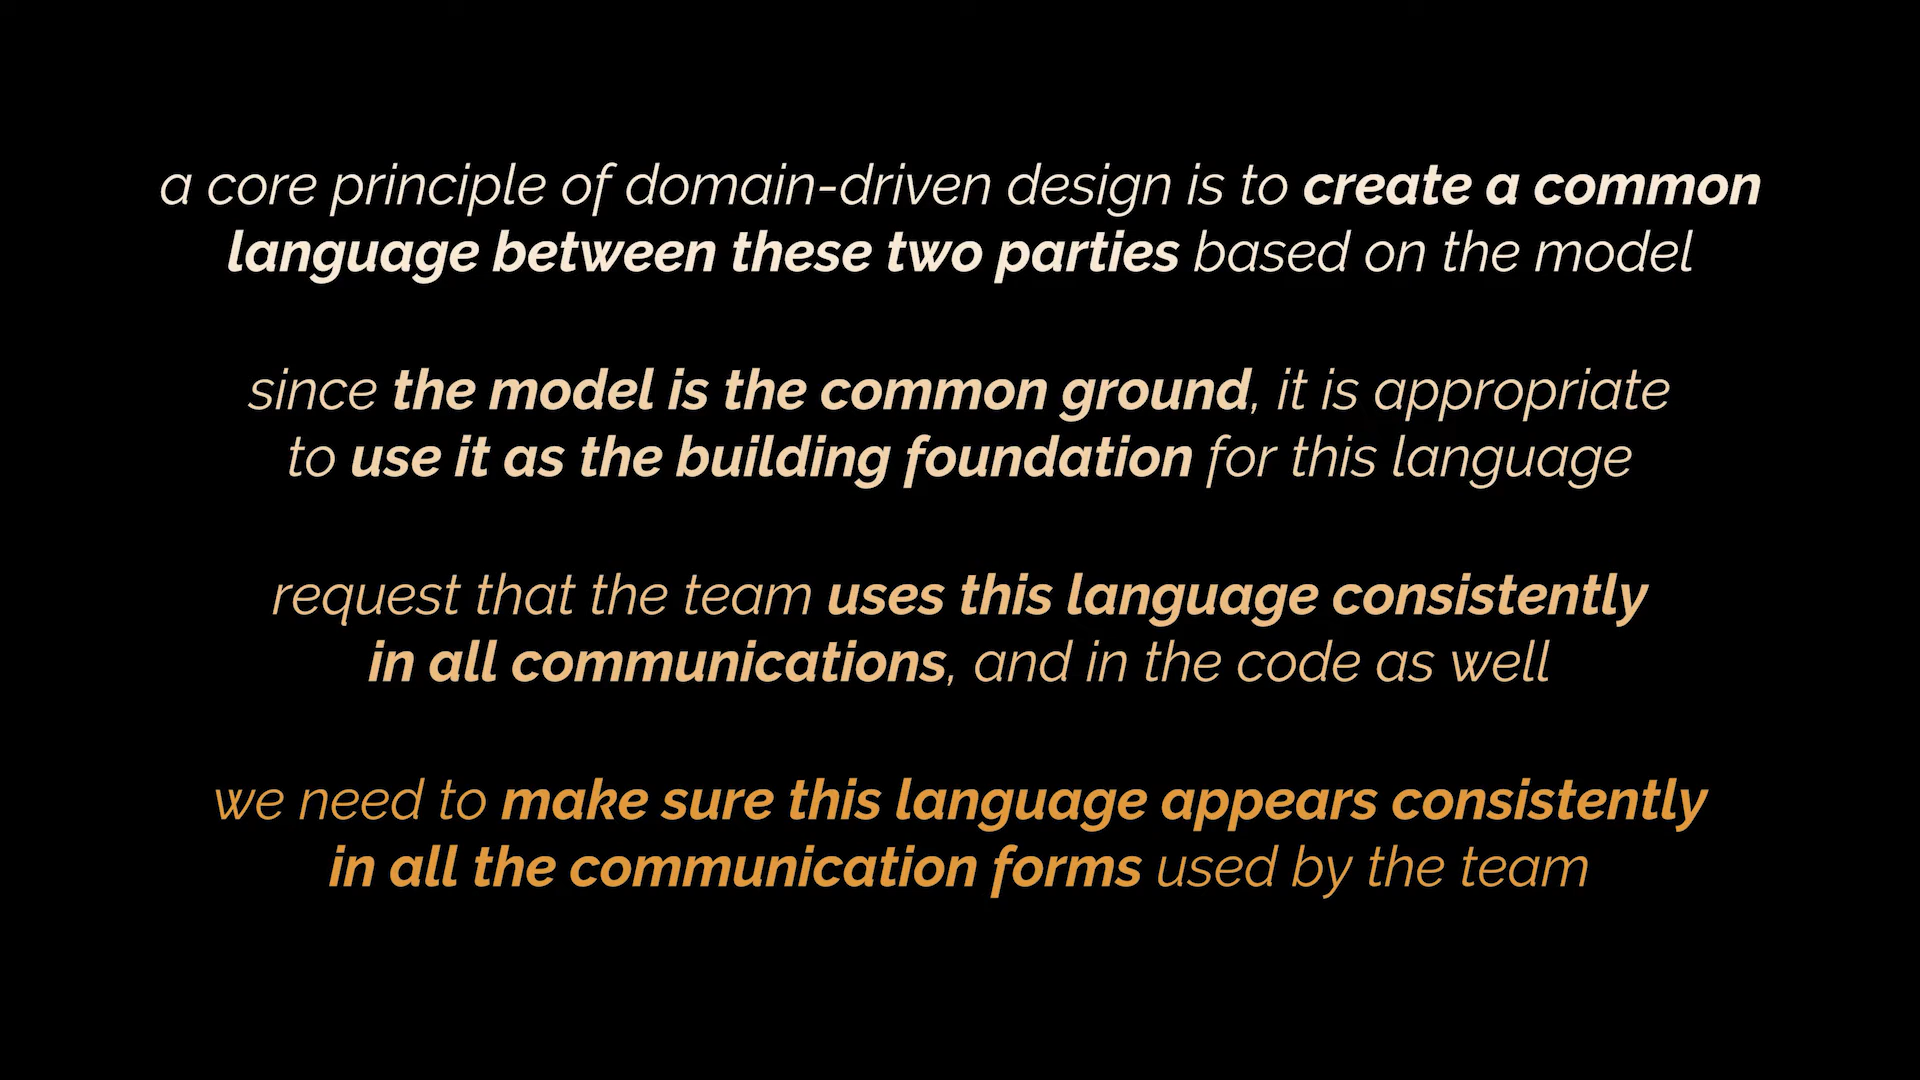 a core principle of domain-driven design is to create a common
language between these two parties based on the model
since the model is the common ground, it is appropriate
to use it as the building foundation for this language
request that the team uses this language consistently
in all communications, and in the code as well
we need to make sure this language appears consistently
in all the communication forms used by the team